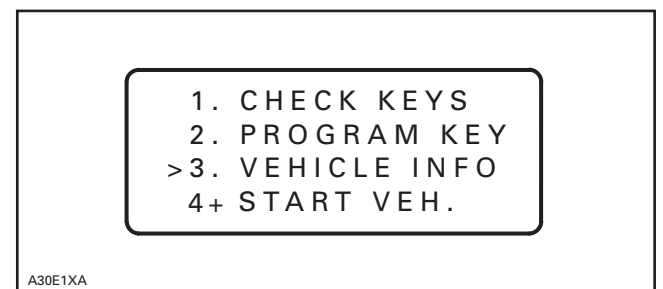 1. CHECK KEYS
2. PROGRAM KEY
>3. VEHICLE INFO
4+ START VEH.
A30E1XA